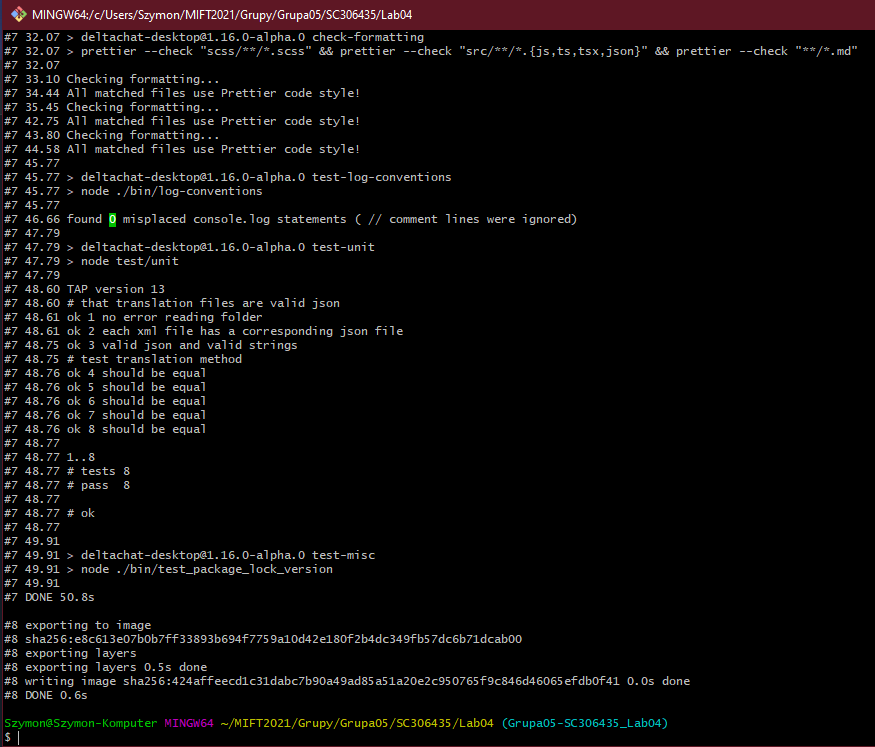 MINGW64:/c/Users/Szymon/MIFT2021/Grupy/Grupa05/SC306435/Lab04
#7 32.07 > deltachat-desktop@1.16.0-alpha.0 check-formatting
#7 32.07 > prettier --check "scss/**/*.scss" && prettier --check "src/**/*.{js,ts,tsx,json}" && prettier --check "**/*.md"
#7 32.07
#7 33.10 Checking formatting...
#7 34.44 All matched files use Prettier code style!
#7 35.45 Checking formatting...
#7 42.75 All matched files use Prettier code style!
#7 43.80 Checking formatting...
#7 44.58 All matched files use Prettier code style!
#7 45.77
#7 45.77 > deltachat-desktop@1.16.0-alpha.0 test-log-conventions
#7 45.77 > node ./bin/log-conventions
#7 45.77
#7 46.66 found 0 misplaced console.log statements ( // comment lines were ignored)
#7 47.79
#7 47.79 > deltachat-desktop@1.16.0-alpha.0 test-unit
#7 47.79 > node test/unit
#7 47.79
#7 48.60 TAP version 13
#7 48.60 # that translation files are valid json
#7 48.61 ok 1 no error reading folder
#7 48.61 ok 2 each xml file has a corresponding json file
#7 48.75 ok 3 valid json and valid strings
#7 48.75 # test translation method
#7 48.76 ok 4 should be equal
#7 48.76 ok 5 should be equal
#7 48.76 ok 6 should be equal
#7 48.76 ok 7 should be equal
#7 48.76 ok 8 should be equal
#7 48.77
#7 48.77 1..8
#7 48.77 # tests 8
#7 48.77 # pass  8
#7 48.77
#7 48.77 # ok
#7 48.77
#7 49.91
#7 49.91 > deltachat-desktop@1.16.0-alpha.0 test-misc
#7 49.91 > node ./bin/test_package_lock_version
#7 49.91
#7 DONE 50.8s
#8 exporting to image
#8 sha256:e8c613e07b0b7ff33893b694f7759a10d42e180f2b4dc349fb57dc6b71dcab00
#8 exporting layers
#8 exporting layers 0.5s done
#8 writing image sha256:424affeecd1c31dabc7b90a49ad85a51a20e2c950765f9c846d46065efdb0f41 0.0s done
#8 DONE 0.6s
Szymon@Szymon-Komputer MINGW64 ~/MIFT2021/Grupy/Grupa05/SC306435/Lab04 (Grupa05-SC306435_Lab04)
$